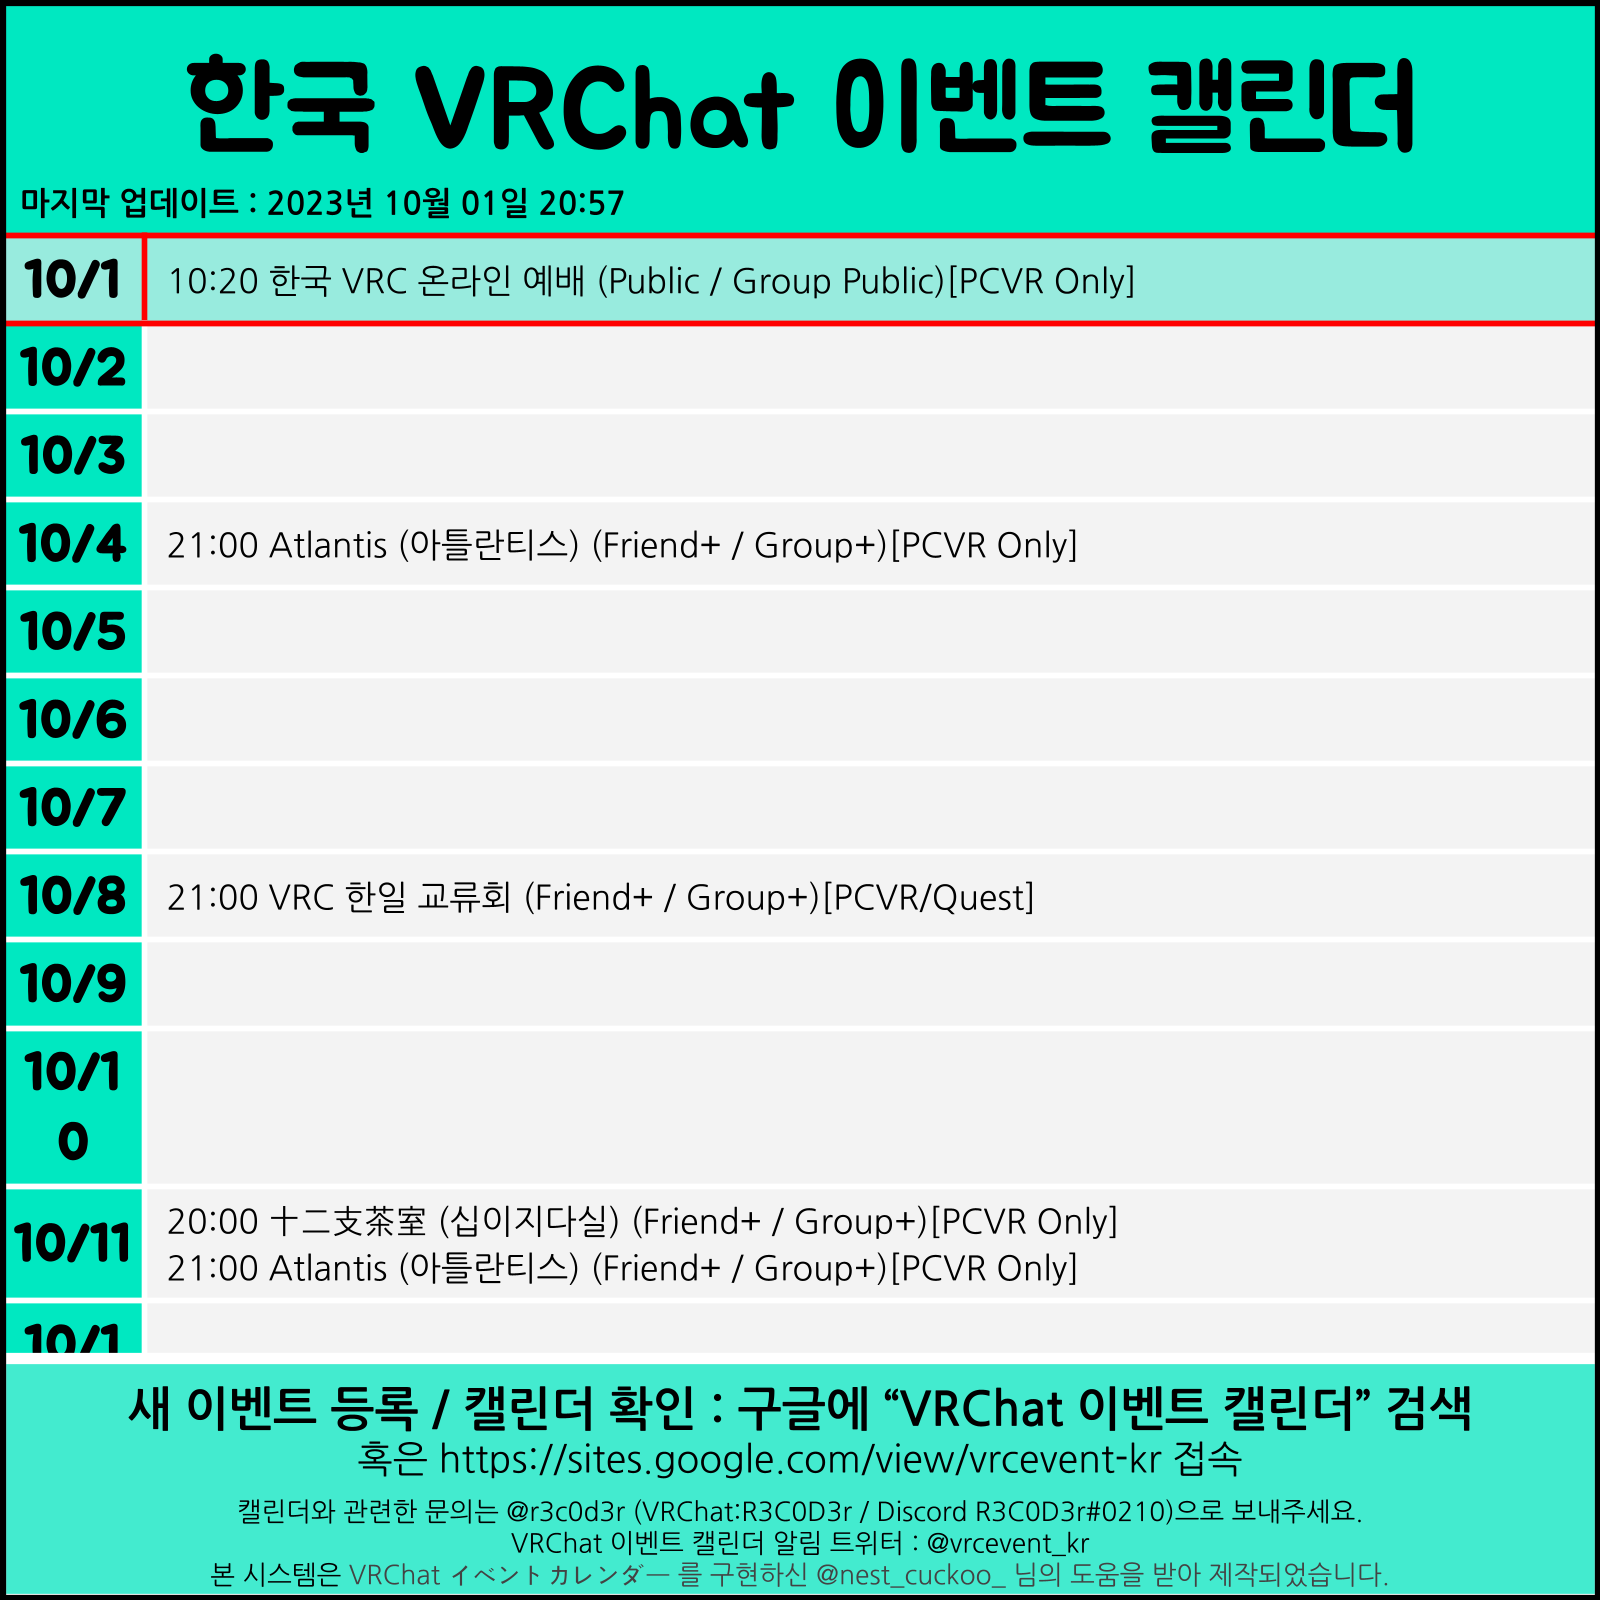 한국 VRChat 이벤트 캘린더
마지막 업데이트 : 2023년 10월 01일 20:57
10/1 10:20 한국 VRC 온라인 예배 (Public / Group Public)[PCVR Only]
10/2
10/3
10/4 21:00 Atlantis (아틀란티스) (Friend+ / Group+)[PCVR Only]
10/5
10/6
10/7
10/8 21:00 VRC 한일 교류회 (Friend+ / Group+)[PCVR/Quest]
10/9
10/1
0
10/11 20:00 十二支茶室 (십이지다실) (Friend+ / Group+)[PCVR Only]
21:00 Atlantis (아틀란티스) (Friend+ / Group+)[PCVR Only]
10/1
새 이벤트 등록 / 캘린더 확인 : 구글에 “VRChat 이벤트 캘린더” 검색
혹은 https://sites.google.com/view/vrcevent-kr 접속
캘린더와 관련한 문의는 @r3c0d3r (VRChat:R3C0D3r / Discord R3C0D3r#0210)으로 보내주세요.
VRChat 이벤트 캘린더 알림 트위터 : @vrcevent_kr
본 시스템은 VRChat イベントカレンダー 를 구현하신 @nest_cuckoo_ 님의 도움을 받아 제작되었습니다.